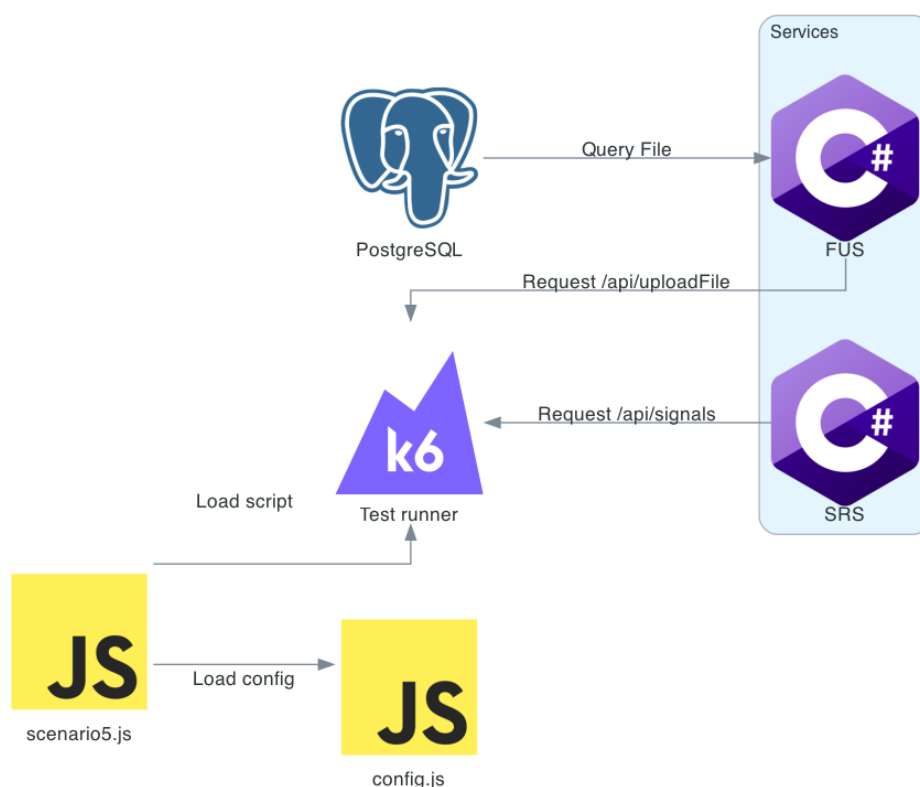 Services
C#
Query File
PostgreSQL
FUS
Request /api/uploadFile
Request /api/signals
C#
k6
Load script
Test runner
SRS
JS
Load config
JS
scenario5.js
config.js